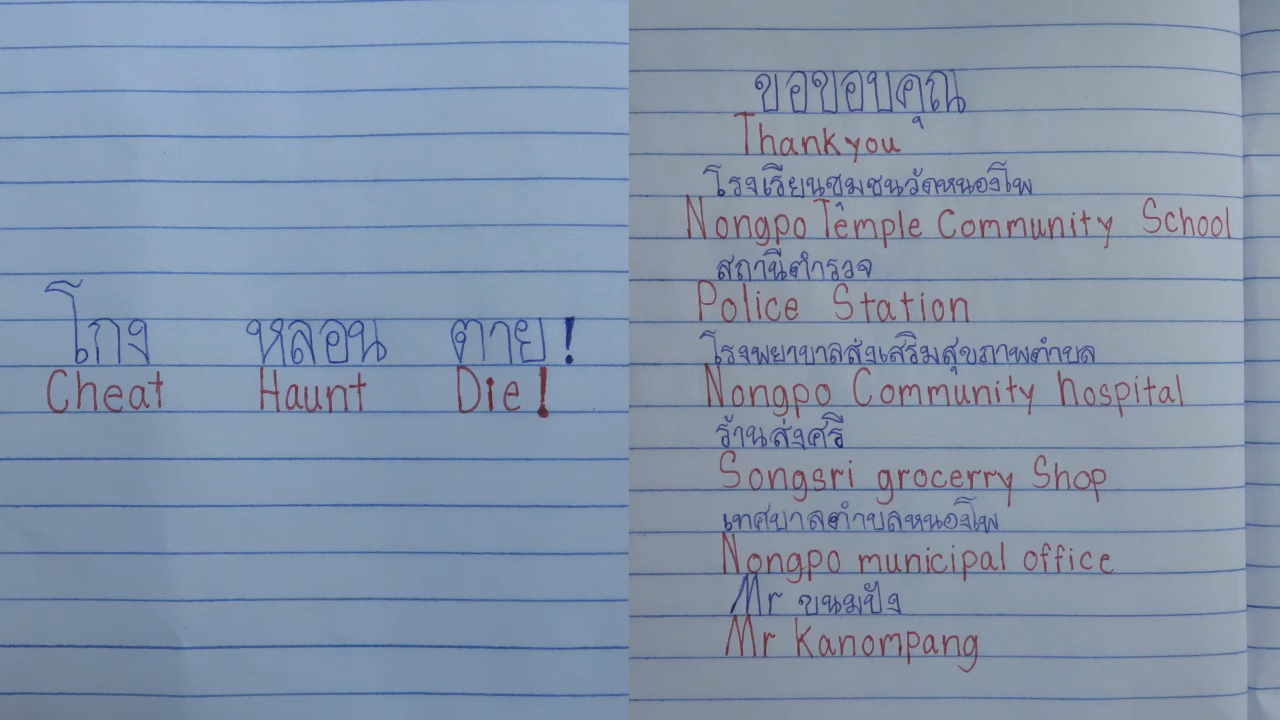 โกง หลอน ตาย!
Cheat Haunt Die!
ขอขอบคุณ
Thankyou
โรงเรียนชุมชนวัดหนองโพ
Nongpo Temple Community School
สถานีตำรวจ
Police Station
โรงพยาบาลส่งเสริมสุขภาพตำบล
Nongpo Community hospital
ร้านส่งศรี
Songsri grocerry Shop
เทศบาลตำบลหนองโพ
Nongpo municipal office
Mr ขนมปัง
Mr Kanompang